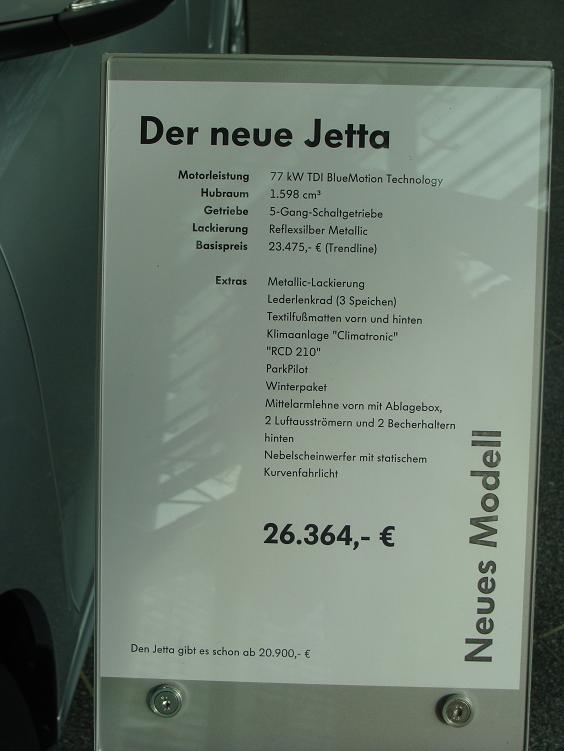 Der neue Jetta
Motorleistung 77 kW TDI BlueMotion Technology
Hubraum 1.598 cm³
Getriebe 5-Gang-Schaltgetriebe
Lackierung Reflexsilber Metallic
Basispreis 23.475,- € (Trendline)
Extras Metallic-Lackierung
Lederlenkrad (3 Speichen)
Textilfußmatten vorn und hinten
Klimaanlage "Climatronic"
"RCD 210"
ParkPilot
Winterpaket
Mittelarmlehne vorn mit Ablagebox,
2 Luftausströmern und 2 Becherhaltern
hinten
Nebelscheinwerfer mit statischem
Kurvenfahrlicht
26.364,- €
Neues Modell
Den Jetta gibt es schon ab 20.900,- €